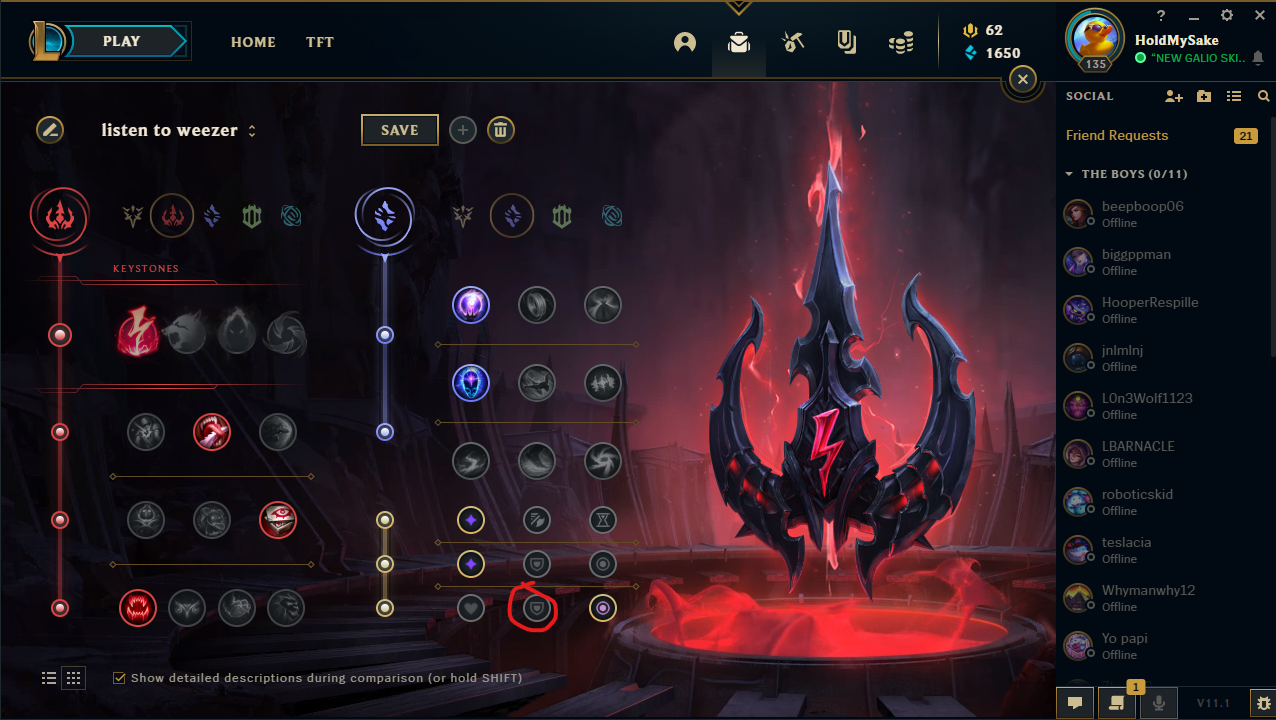 PLAY
HOME
TFT
62
1650
?
135
HoldMySake
"NEW GALIO SKI..
SOCIAL
listen to weezer
SAVE
Friend Requests
21
THE BOYS (0/11)
beepboop06
Offline
biggppman
Offline
KEYSTONES
HooperRespille
Offline
jnlmlnj
Offline
L0n3Wolf1123
Offline
LBARNACLE
Offline
roboticskid
Offline
teslacia
Offline
Whymanwhy12
Offline
Yo papi
Offline
Show detailed descriptions during comparison (or hold SHIFT)
1
V11.1